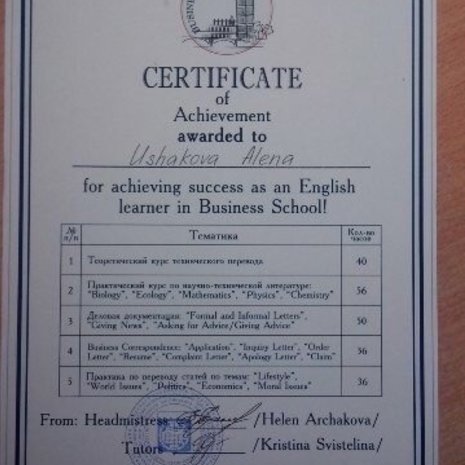 BUSINE
CERTIFICATE
of
Achievement
awarded to
Ushakova Alena
for achieving success as an English
learner in Business School!
№ п/п Тематика Кол-во часов
1 Теоретический курс технического перевода 40
2 Практический курс по научно-технической литературе: 56
"Biology", "Ecology", "Mathematics", "Physics", "Chemistry"
3 Деловая документация: "Formal and Informal Letters", 50
"Giving News", "Asking for Advice/Giving Advice"
4 Business Correspondence: "Application", "Inquiry Letter", "Order 56
Letter", "Resume", "Complaint Letter", "Apology Letter", "Claim"
5 Практика по переводу статей по темам: "Lifestyle", 36
"World Issues", "Politics", "Economics", "Moral Issues"
From: Headmistress /Helen Archakova/
Tutors /Kristina Svistelina/